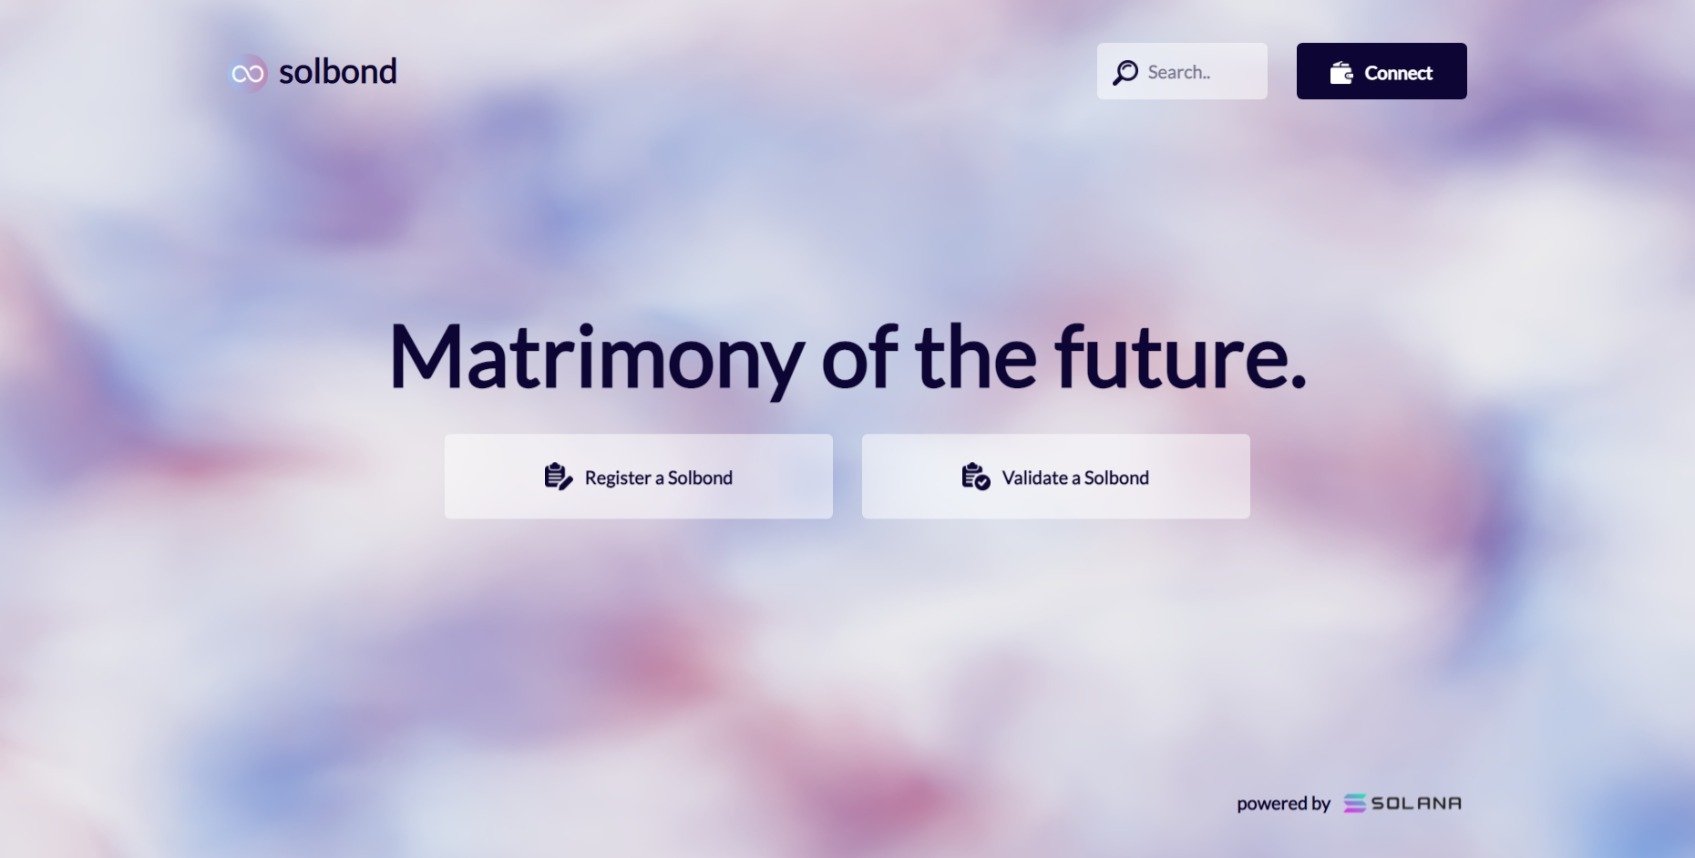 solbond
Search..
Connect
Matrimony of the future.
Register a Solbond
Validate a Solbond
powered by SOLANA